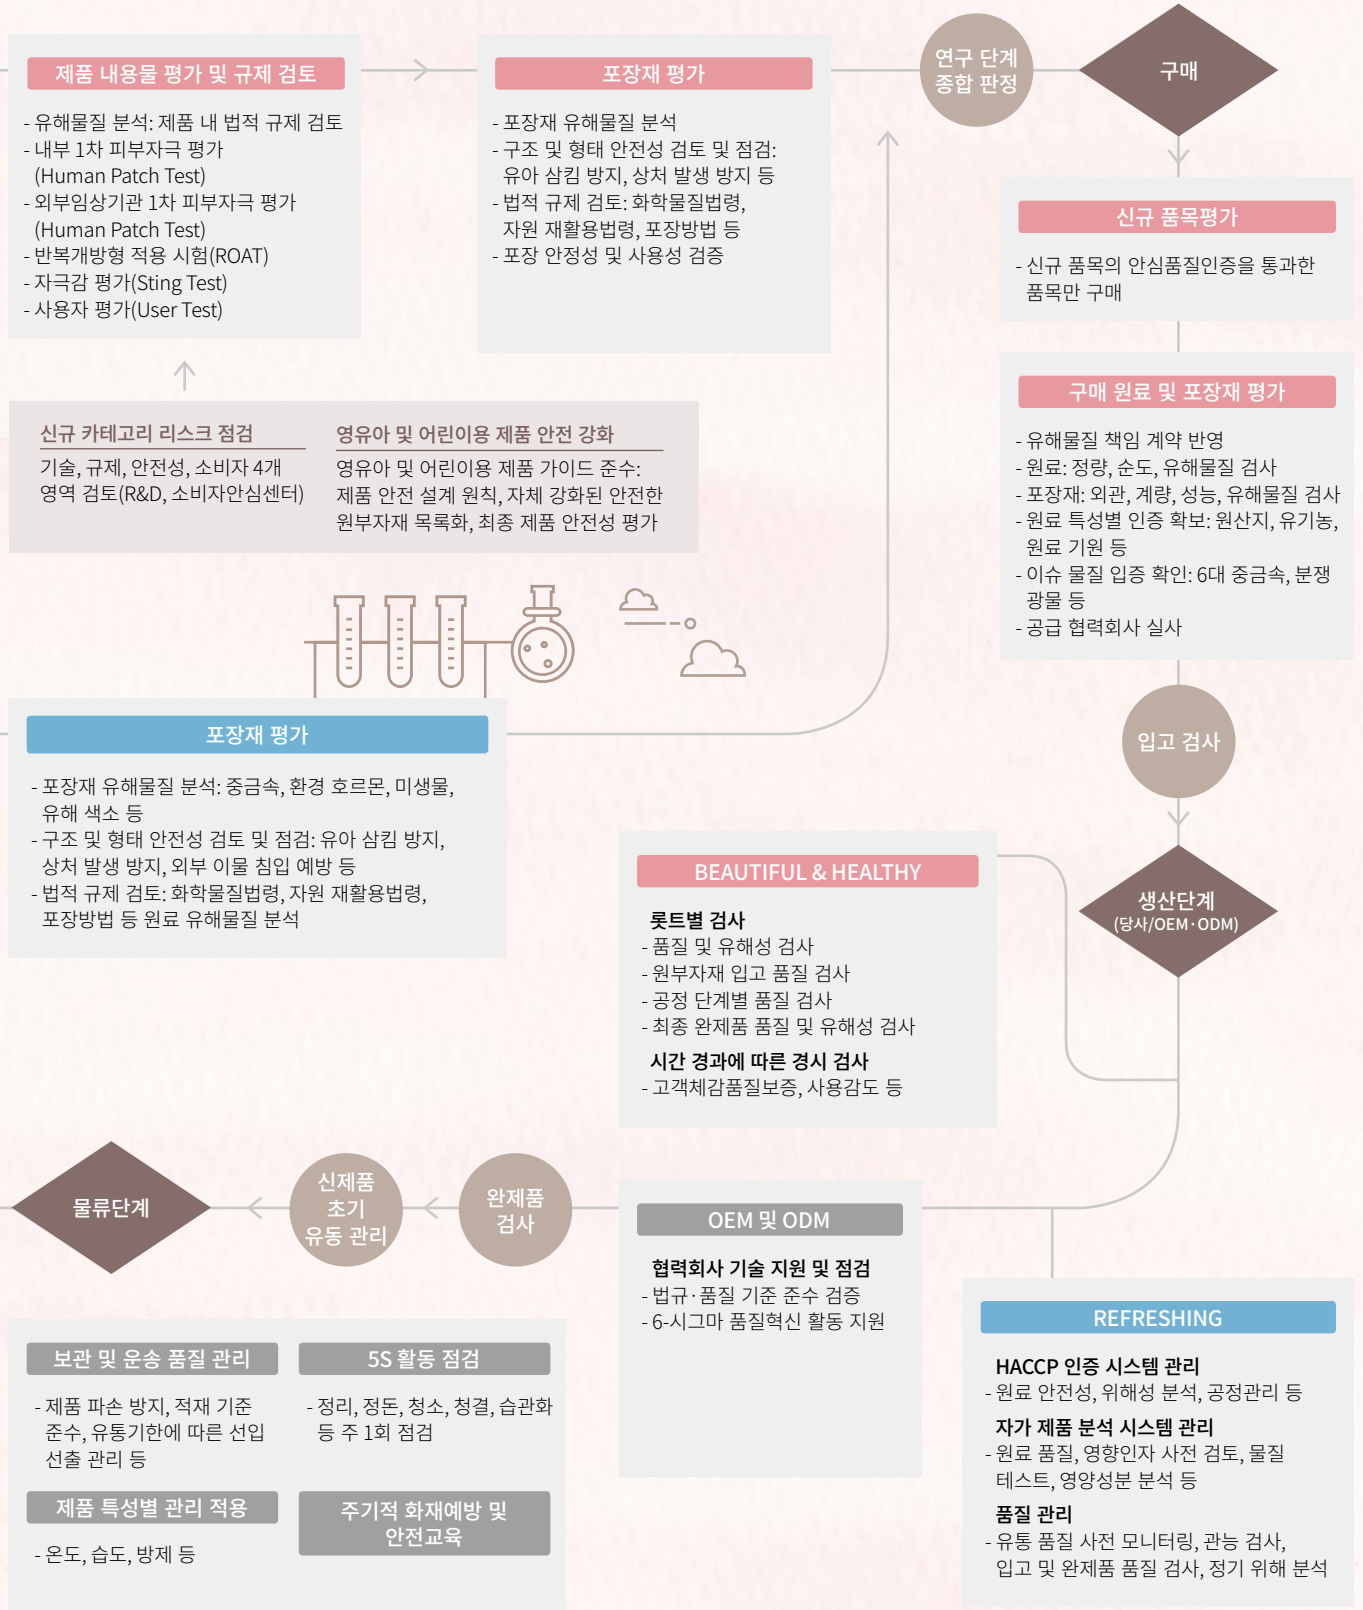 제품 내용물 평가 및 규제 검토
- 유해물질 분석: 제품 내 법적 규제 검토
- 내부 1차 피부자극 평가
(Human Patch Test)
- 외부임상기관 1차 피부자극 평가
(Human Patch Test)
- 반복개방형 적용 시험(ROAT)
- 자극감 평가(Sting Test)
- 사용자 평가(User Test)
포장재 평가
- 포장재 유해물질 분석
- 구조 및 형태 안전성 검토 및 점검:
유아 삼킴 방지, 상처 발생 방지 등
- 법적 규제 검토: 화학물질법령,
자원 재활용법령, 포장방법 등
- 포장 안정성 및 사용성 검증
연구 단계
종합 판정
구매
신규 품목평가
- 신규 품목의 안심품질인증을 통과한
품목만 구매
구매 원료 및 포장재 평가
- 유해물질 책임 계약 반영
- 원료: 정량, 순도, 유해물질 검사
- 포장재: 외관, 계량, 성능, 유해물질 검사
- 원료 특성별 인증 확보: 원산지, 유기농,
원료 기원 등
- 이슈 물질 입증 확인: 6대 중금속, 분쟁
광물 등
- 공급 협력회사 실사
신규 카테고리 리스크 점검
기술, 규제, 안전성, 소비자 4개
영역 검토(R&D, 소비자안심센터)
영유아 및 어린이용 제품 안전 강화
영유아 및 어린이용 제품 가이드 준수:
제품 안전 설계 원칙, 자체 강화된 안전한
원부자재 목록화, 최종 제품 안전성 평가
포장재 평가
- 포장재 유해물질 분석: 중금속, 환경 호르몬, 미생물,
유해 색소 등
- 구조 및 형태 안전성 검토 및 점검: 유아 삼킴 방지,
상처 발생 방지, 외부 이물 침입 예방 등
- 법적 규제 검토: 화학물질법령, 자원 재활용법령,
포장방법 등 원료 유해물질 분석
입고 검사
생산단계
(당사/OEM·ODM)
BEAUTIFUL & HEALTHY
롯트별 검사
- 품질 및 유해성 검사
- 원부자재 입고 품질 검사
- 공정 단계별 품질 검사
- 최종 완제품 품질 및 유해성 검사
시간 경과에 따른 경시 검사
- 고객체감품질보증, 사용감도 등
물류단계
신제품
초기
유동 관리
완제품
검사
OEM 및 ODM
협력회사 기술 지원 및 점검
- 법규·품질 기준 준수 검증
- 6-시그마 품질혁신 활동 지원
REFRESHING
HACCP 인증 시스템 관리
- 원료 안전성, 위해성 분석, 공정관리 등
자가 제품 분석 시스템 관리
- 원료 품질, 영향인자 사전 검토, 물질
테스트, 영양성분 분석 등
품질 관리
- 유통 품질 사전 모니터링, 관능 검사,
입고 및 완제품 품질 검사, 정기 위해 분석
보관 및 운송 품질 관리
- 제품 파손 방지, 적재 기준
준수, 유통기한에 따른 선입
선출 관리 등
5S 활동 점검
- 정리, 정돈, 청소, 청결, 습관화
등 주 1회 점검
제품 특성별 관리 적용
- 온도, 습도, 방제 등
주기적 화재예방 및
안전교육